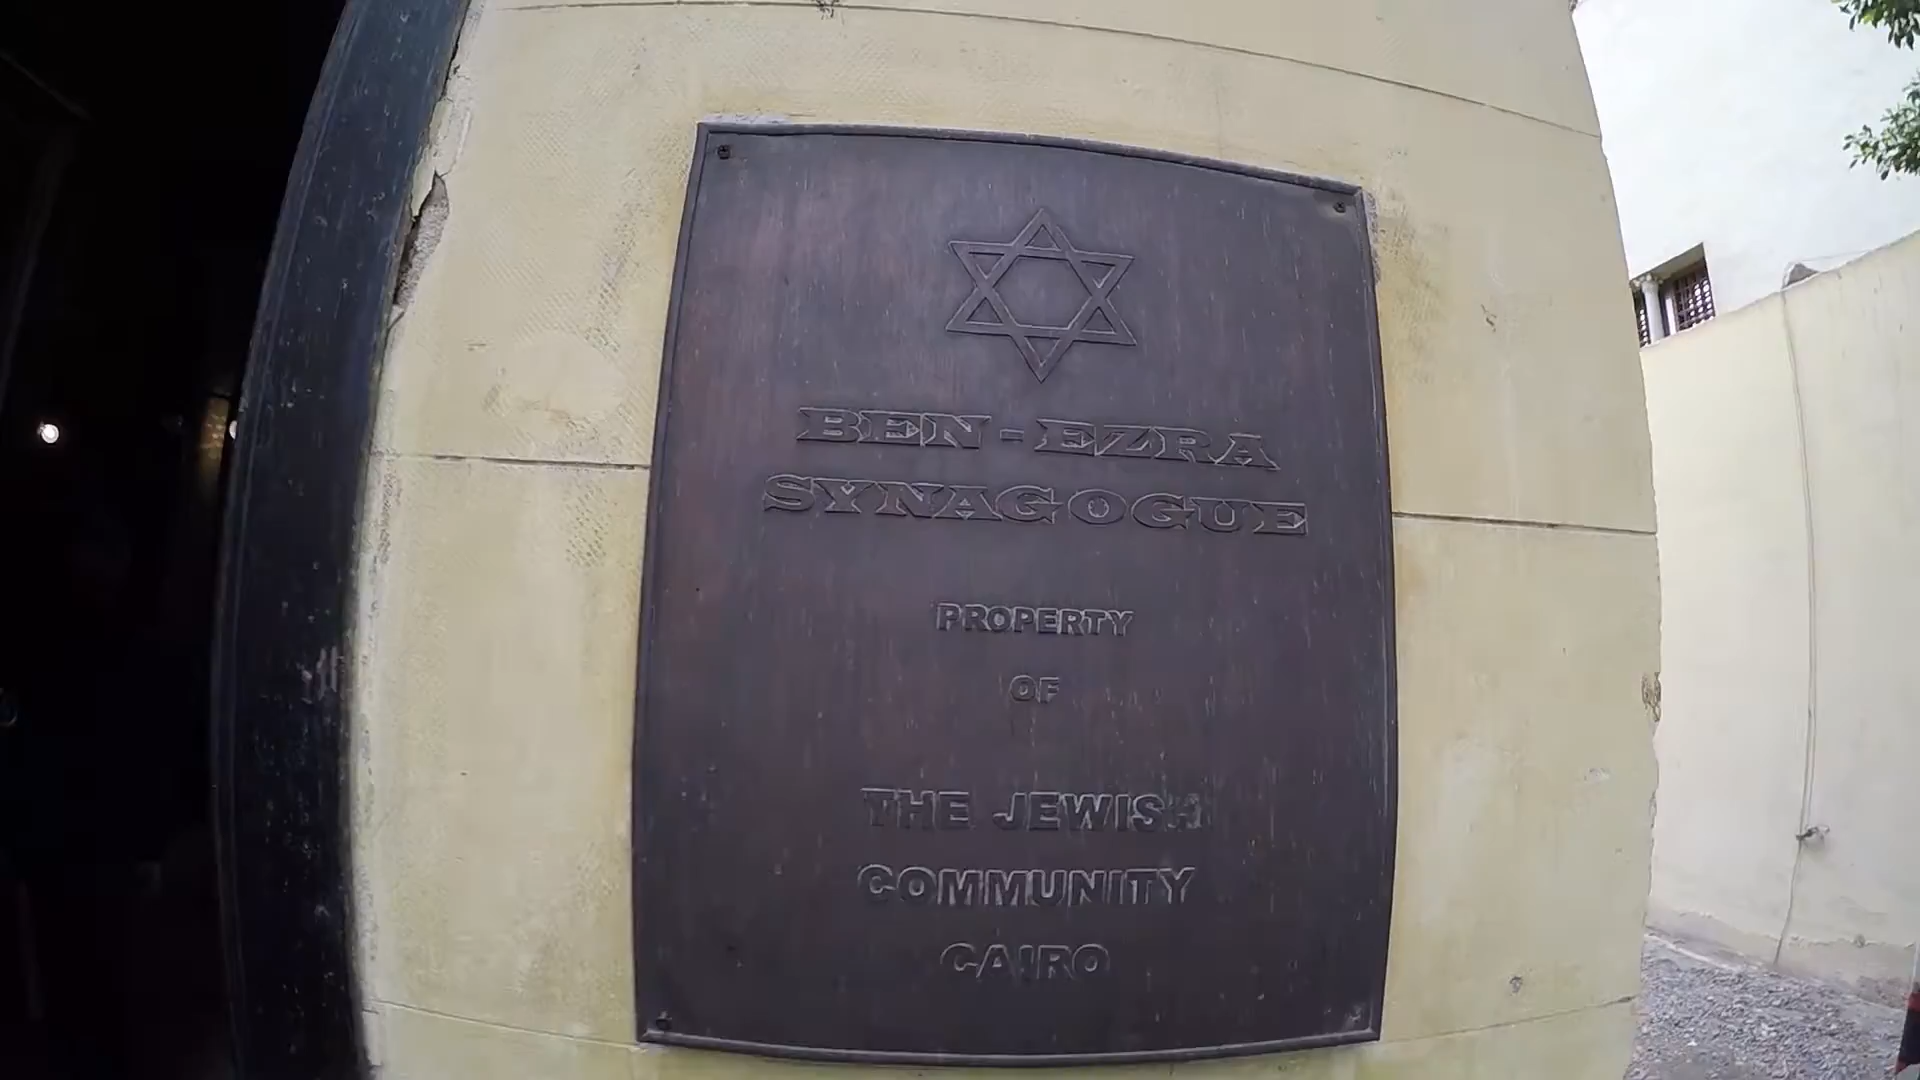 BEN-EZRA
SYNAGOGUE
PROPERTY
OF
THE JEWISH
COMMUNITY
CAIRO